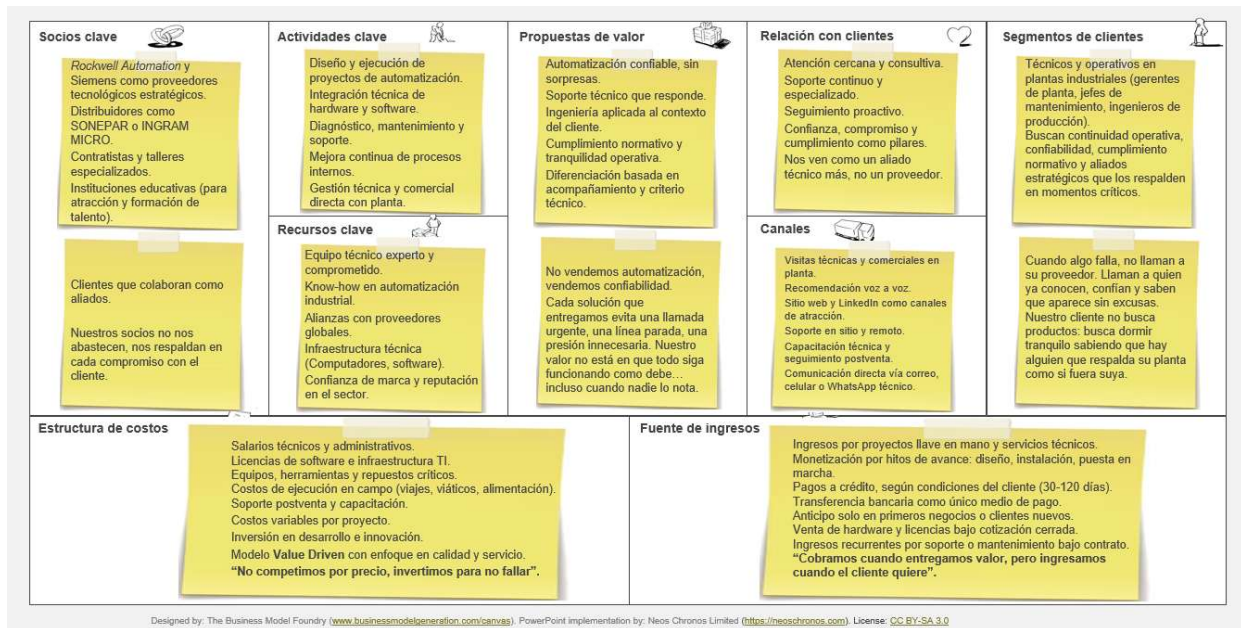 Socios clave
Rockwell Automation y
Siemens como proveedores
tecnológicos estratégicos.
Distribuidores como
SONEPAR o INGRAM
MICRO.
Contratistas y talleres
especializados.
Instituciones educativas (para
atracción y formación de
talento).
Clientes que colaboran como
aliados.
Nuestros socios no nos
abastecen, nos respaldan en
cada compromiso con el
cliente.
Actividades clave
Diseño y ejecución de
proyectos de automatización.
Integración técnica de
hardware y software.
Diagnóstico, mantenimiento y
soporte.
Mejora continua de procesos
internos.
Gestión técnica y comercial
directa con planta.
Recursos clave
Equipo técnico experto y
comprometido.
Know-how en automatización
industrial.
Alianzas con proveedores
globales.
Infraestructura técnica
(Computadores, software).
Confianza de marca y reputación
en el sector.
Propuestas de valor
Automatización confiable, sin
sorpresas.
Soporte técnico que responde.
Ingeniería aplicada al contexto
del cliente.
Cumplimiento normativo y
tranquilidad operativa.
Diferenciación basada en
acompañamiento y criterio
técnico.
No vendemos automatización,
vendemos confiabilidad.
Cada solución que
entregamos evita una llamada
urgente, una línea parada, una
presión innecesaria. Nuestro
valor no está en que todo siga
funcionando como debe…
incluso cuando nadie lo nota.
Relación con clientes
Atención cercana y consultiva.
Soporte continuo y
especializado.
Seguimiento proactivo.
Confianza, compromiso y
cumplimiento como pilares.
Nos ven como un aliado
técnico más, no un proveedor.
Canales
Visitas técnicas y comerciales en
planta.
Recomendación voz a voz.
Sitio web y LinkedIn como canales
de atracción.
Soporte en sitio y remoto.
Capacitación técnica y
seguimiento postventa.
Comunicación directa vía correo,
celular o WhatsApp técnico.
Segmentos de clientes
Técnicos y operativos en
plantas industriales (gerentes
de planta, jefes de
mantenimiento, ingenieros de
producción).
Buscan continuidad operativa,
confiabilidad, cumplimiento
normativo y aliados
estratégicos que los respalden
en momentos críticos.
Cuando algo falla, no llaman a
su proveedor. Llaman a quien
ya conocen, confían y saben
que aparece sin excusas.
Nuestro cliente no busca
productos: busca dormir
tranquilo sabiendo que hay
alguien que respalda su planta
como si fuera suya.
Estructura de costos
Salarios técnicos y administrativos.
Licencias de software e infraestructura TI.
Equipos, herramientas y repuestos críticos.
Costos de ejecución en campo (viajes, viáticos, alimentación).
Soporte postventa y capacitación.
Costos variables por proyecto.
Inversión en desarrollo e innovación.
Modelo Value Driven con enfoque en calidad y servicio.
“No competimos por precio, invertimos para no fallar”.
Fuente de ingresos
Ingresos por proyectos llave en mano y servicios técnicos.
Monetización por hitos de avance: diseño, instalación, puesta en
marcha.
Pagos a crédito, según condiciones del cliente (30-120 días).
Transferencia bancaria como único medio de pago.
Anticipo solo en primeros negocios o clientes nuevos.
Venta de hardware y licencias bajo cotización cerrada.
Ingresos recurrentes por soporte o mantenimiento bajo contrato.
“Cobramos cuando entregamos valor, pero ingresamos
cuando el cliente quiere”.
Designed by: The Business Model Foundry (www.businessmodelgeneration.com/canvas). PowerPoint implementation by: Neos Chronos Limited (https://neoschronos.com). License: CC BY-SA 3.0